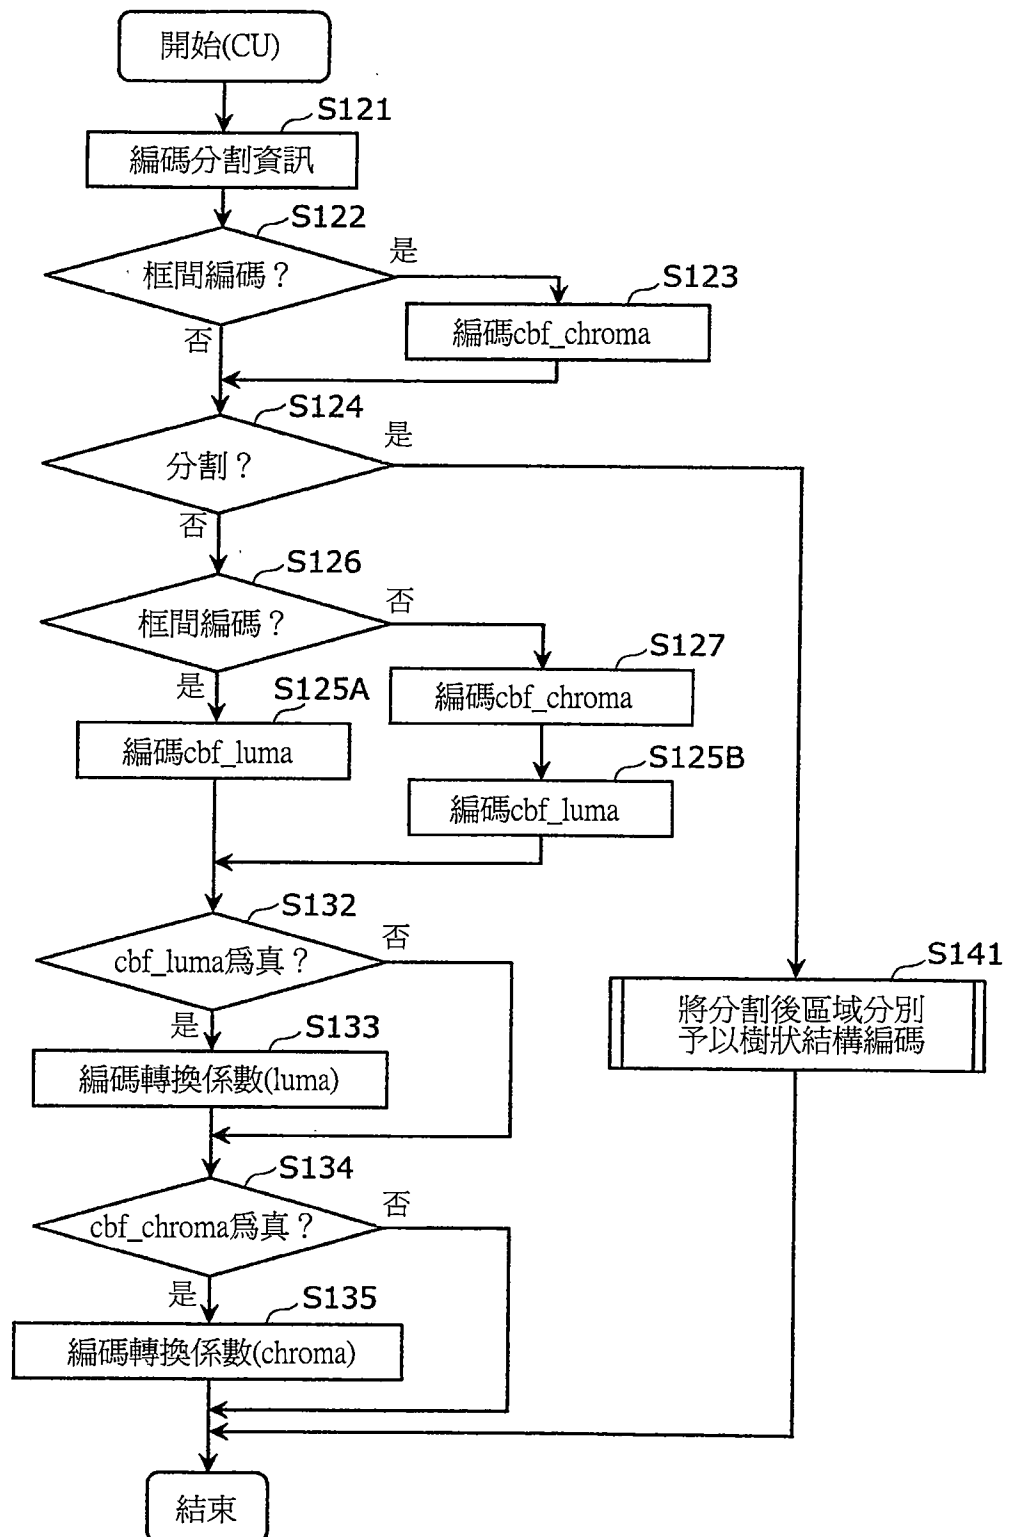 開始(CU)
S121
編碼分割資訊
S122
框間編碼？
是
S123
編碼cbf_chroma
否
S124
分割？
是
否
S126
框間編碼？
否
S127
編碼cbf_chroma
是
S125A
編碼cbf_luma
S125B
編碼cbf_luma
S132
cbf_luma爲真？
否
S141
將分割後區域分別
予以樹狀結構編碼
是
S133
編碼轉換係數(luma)
S134
cbf_chroma爲真？
否
是
S135
編碼轉換係數(chroma)
結束